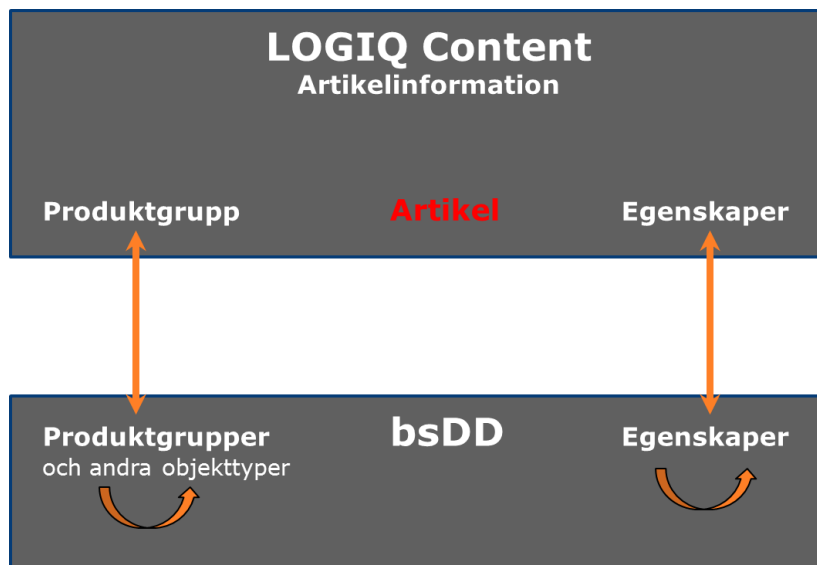 LOGIQ Content
Artikelinformation
Produktgrupp Artikel Egenskaper
Produktgrupper bsDD Egenskaper
och andra objekttyper